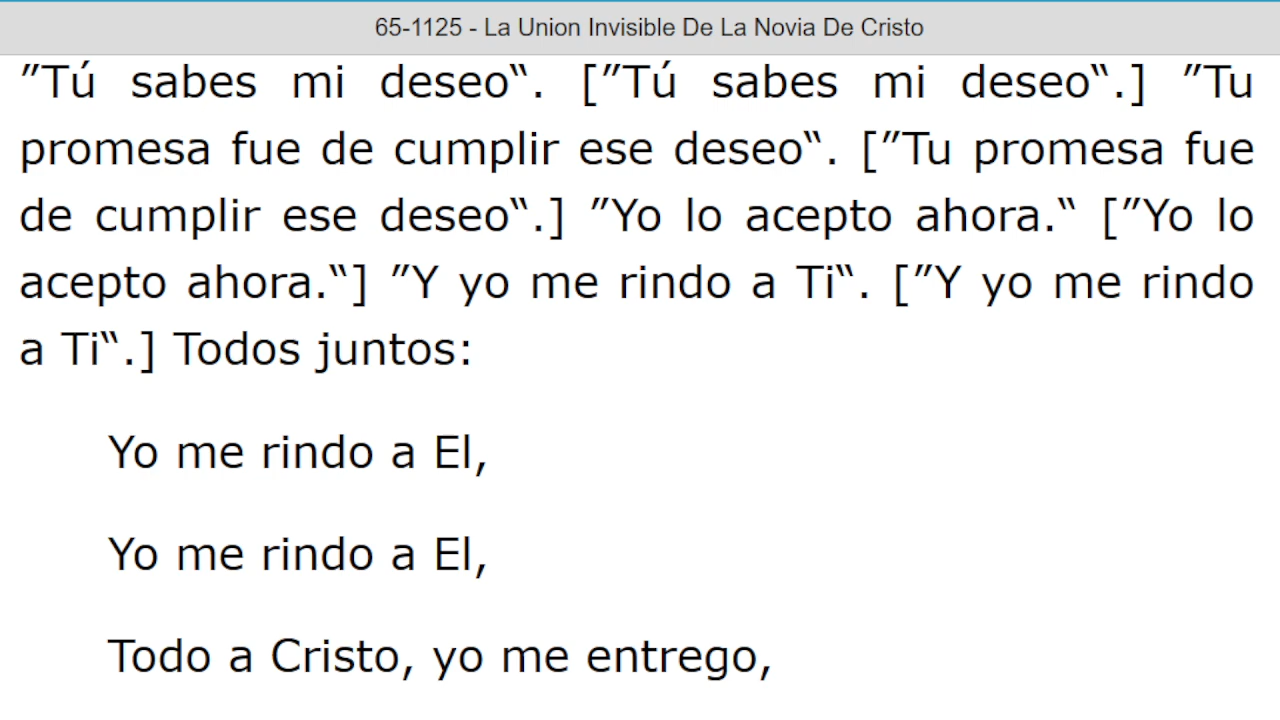 65-1125 - La Union Invisible De La Novia De Cristo
”Tú sabes mi deseo“. [”Tú sabes mi deseo“.] ”Tu
promesa fue de cumplir ese deseo“. [”Tu promesa fue
de cumplir ese deseo“.] ”Yo lo acepto ahora.“ [”Yo lo
acepto ahora.“] ”Y yo me rindo a Ti“. [”Y yo me rindo
a Ti“.] Todos juntos:
Yo me rindo a El,
Yo me rindo a El,
Todo a Cristo, yo me entrego,